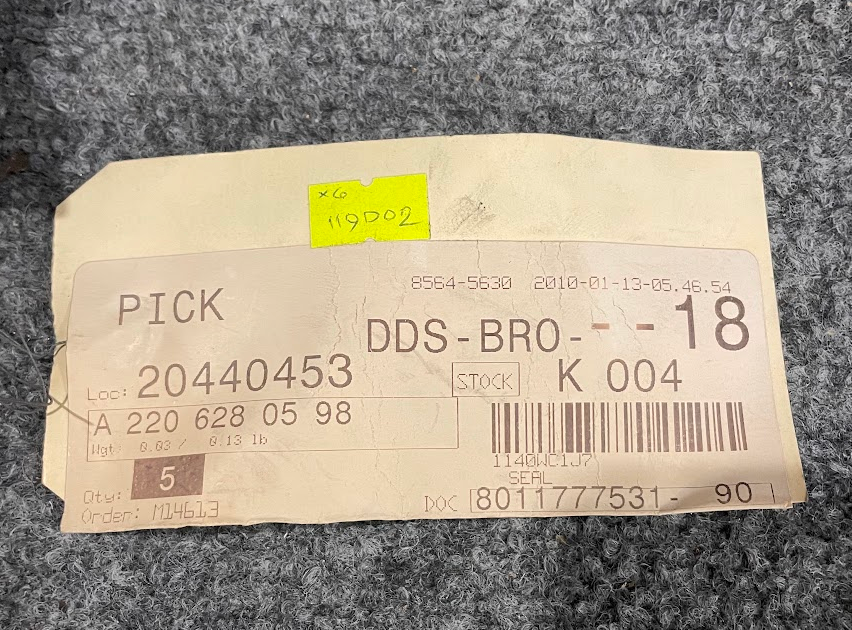 x6
119D02
8564-5630 2010-01-13-05.46.54
PICK
DDS-BRO- - -18
Loc: 20440453
STOCK K 004
A 220 628 05 98
Wgt 0.03 / 0.13 lb
1140WC1J7
SEAL
Qty: 5
DOC 8011777531- 90
Order: M14613